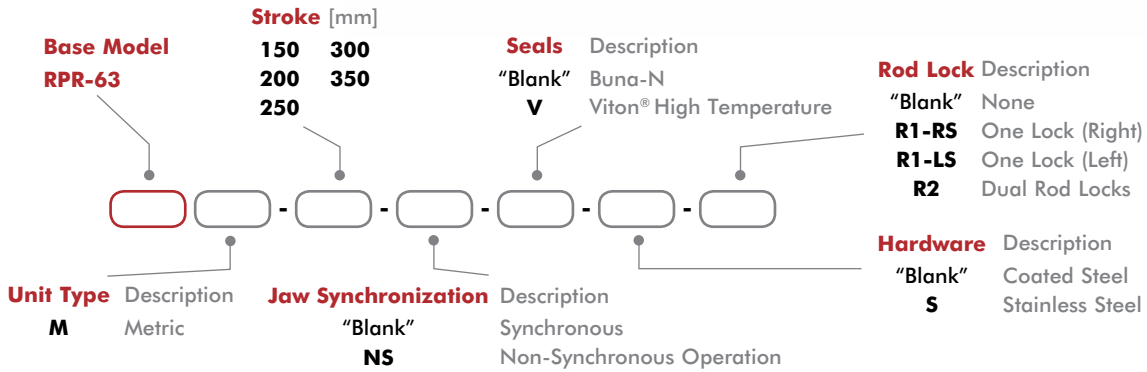 Stroke [mm]
150 300
200 350
250
Base Model
RPR-63
Seals Description
"Blank" Buna-N
V Viton® High Temperature
Rod Lock Description
"Blank" None
R1-RS One Lock (Right)
R1-LS One Lock (Left)
R2 Dual Rod Locks
- - - - -
Unit Type Description
M Metric
Jaw Synchronization Description
"Blank" Synchronous
NS Non-Synchronous Operation
Hardware Description
"Blank" Coated Steel
S Stainless Steel